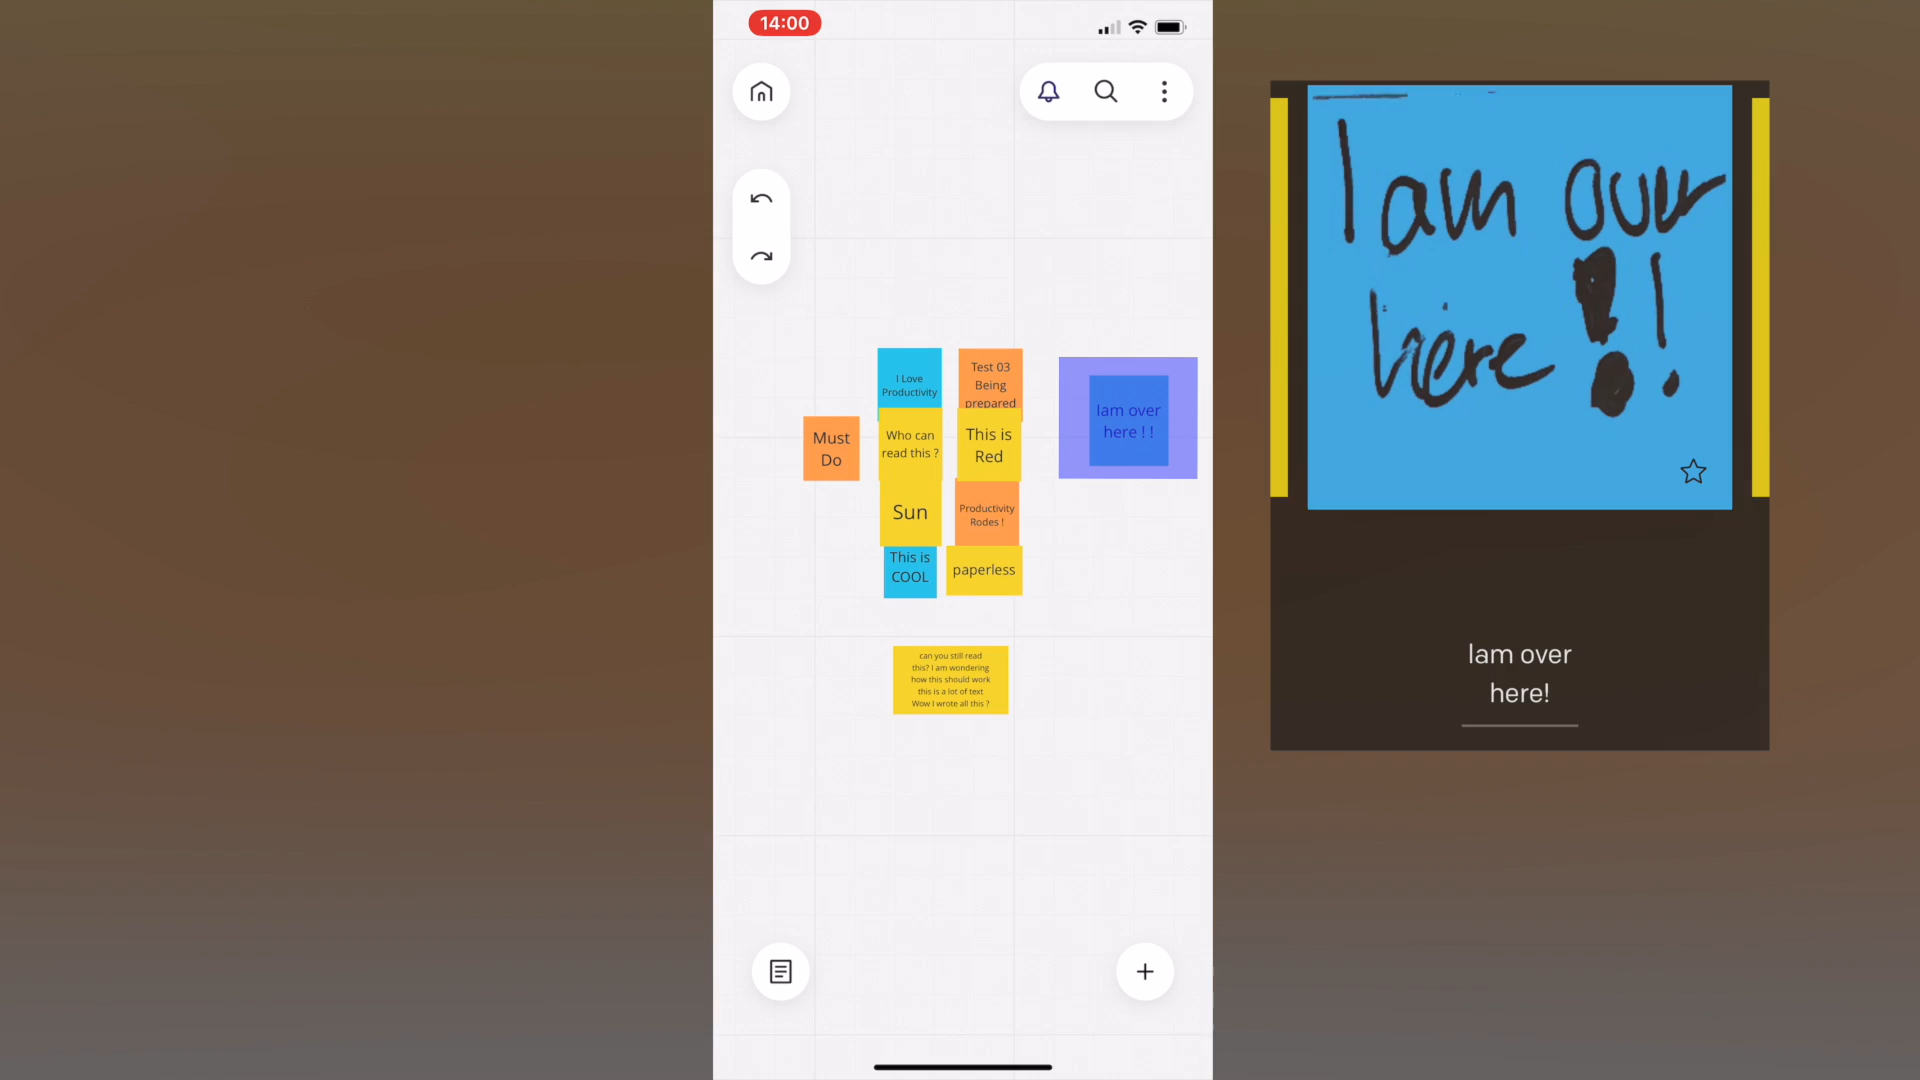 14:00
I Love
Productivity
Test 03
Being
prepared
Must
Do
Who can
read this ?
This is
Red
Iam over
here ! !
Sun
Productivity
Rodes !
This is
COOL
paperless
can you still read
this? I am wondering
how this should work
this is a lot of text
Wow I wrote all this ?
I am over
here !!
Iam over
here!